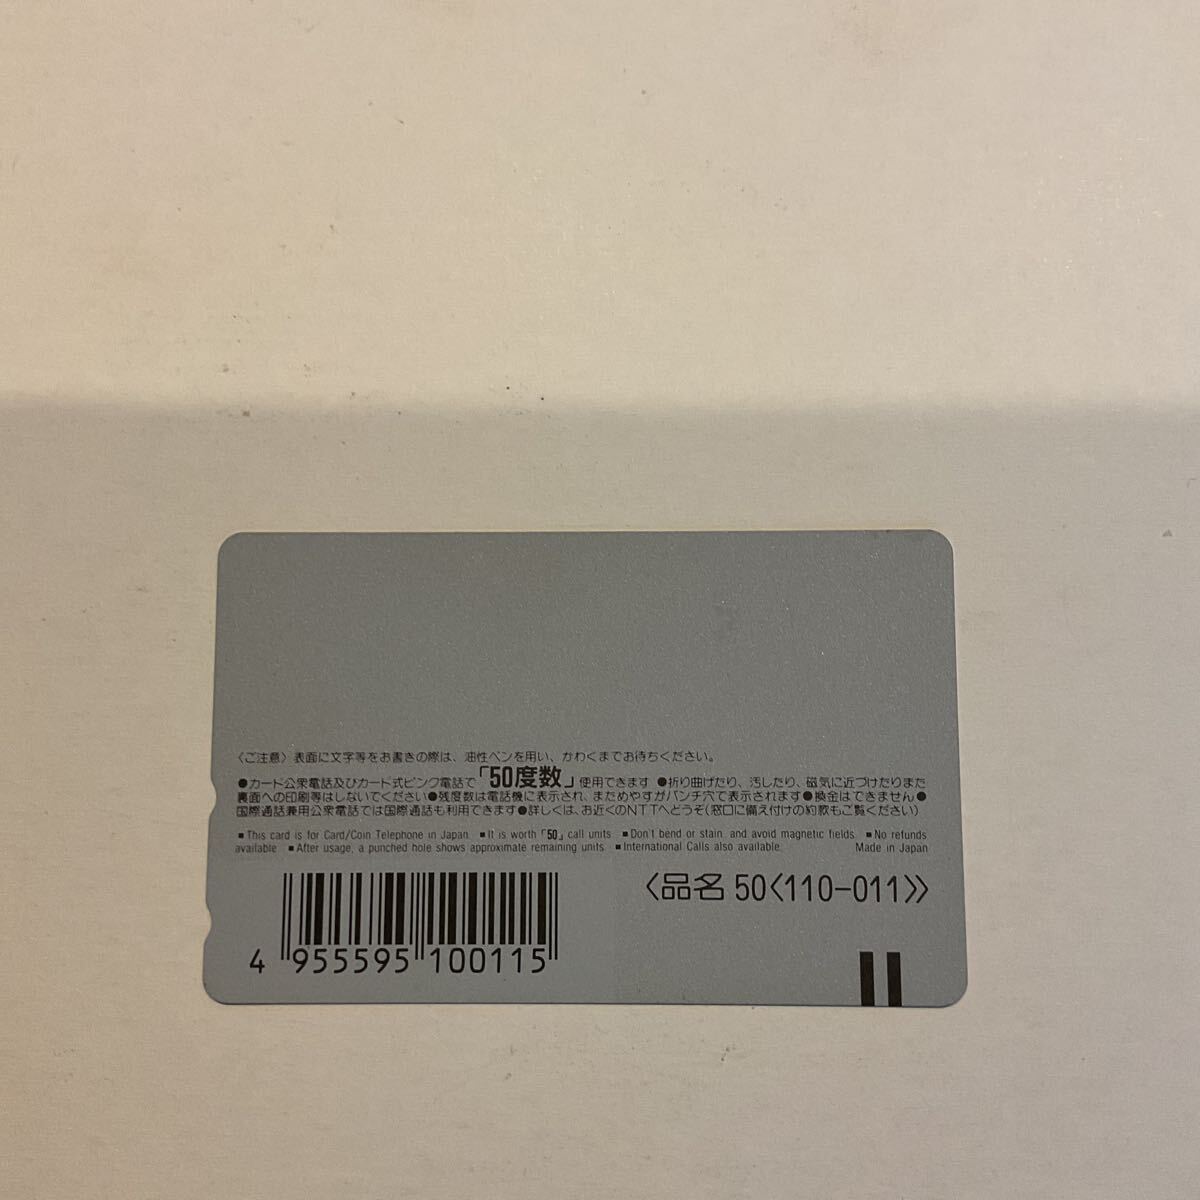 〈ご注意〉表面に文字等をお書きの際は、油性ペンを用い、かわくまでお待ちください。
●カード公衆電話及びカード式ピンク電話で「50度数」使用できます ●折り曲げたり、汚したり、磁気に近づけたりまた
裏面への印刷等はしないでください●残度数は電話機に表示され、まためやすがパンチ穴で表示されます●換金はできません●
国際通話兼用公衆電話では国際通話も利用できます●詳しくは、お近くのNTTへどうぞ(窓口に備え付けの約款もご覧ください)
■This card is for Card/Coin Telephone in Japan. ■It is worth「50」call units ■Don't bend or stain, and avoid magnetic fields. ■No refunds
available ■After usage, a punched hole shows approximate remaining units ■International Calls also available. Made in Japan
〈品名 50〈110-011〉〉
4 955595 100115